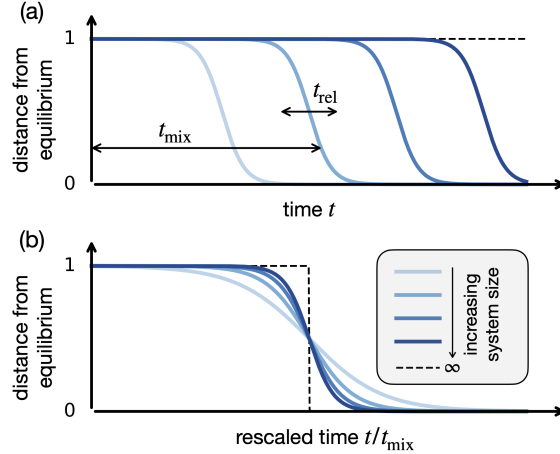 (a)
distance from
equilibrium
1
0
t_mix
t_rel
time t
(b)
distance from
equilibrium
1
0
rescaled time t/t_mix
∞
increasing
system size